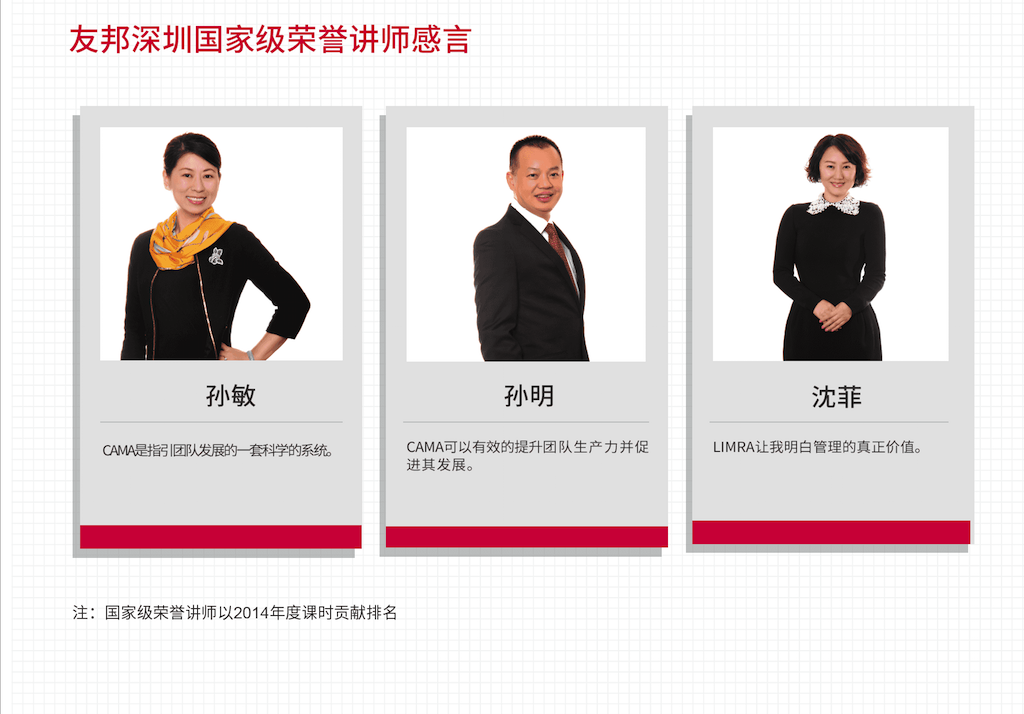 友邦深圳国家级荣誉讲师感言
孙敏
CAMA是指引团队发展的一套科学的系统。
孙明
CAMA可以有效的提升团队生产力并促
进其发展。
沈菲
LIMRA让我明白管理的真正价值。
注：国家级荣誉讲师以2014年度课时贡献排名